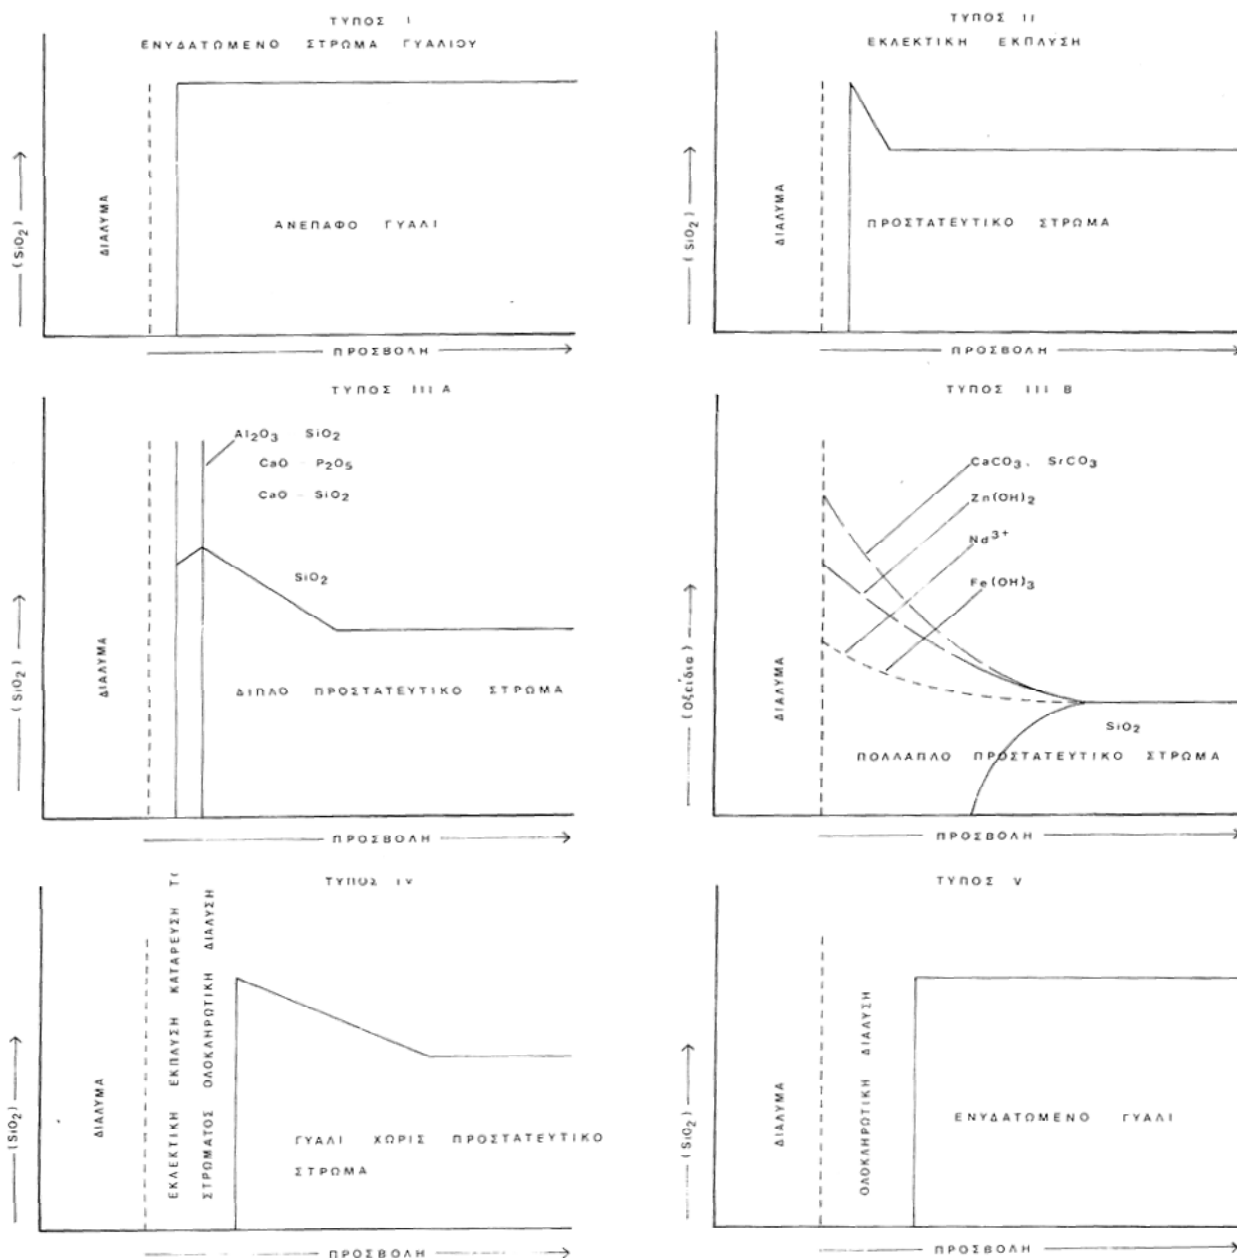 ΤΥΠΟΣ Ι
ΕΝΥΔΑΤΩΜΕΝΟ ΣΤΡΩΜΑ ΓΥΑΛΙΟΥ
(SiO2)
ΔΙΑΛΥΜΑ
ΑΝΕΠΑΦΟ ΓΥΑΛΙ
ΠΡΟΣΒΟΛΗ
ΤΥΠΟΣ ΙΙ
ΕΚΛΕΚΤΙΚΗ ΕΚΠΛΥΣΗ
(SiO2)
ΔΙΑΛΥΜΑ
ΠΡΟΣΤΑΤΕΥΤΙΚΟ ΣΤΡΩΜΑ
ΠΡΟΣΒΟΛΗ
ΤΥΠΟΣ ΙΙΙ Α
Al2O3 SiO2
CaO - P2O5
CaO - SiO2
SiO2
(SiO2)
ΔΙΑΛΥΜΑ
ΔΙΠΛΟ ΠΡΟΣΤΑΤΕΥΤΙΚΟ ΣΤΡΩΜΑ
ΠΡΟΣΒΟΛΗ
ΤΥΠΟΣ ΙΙΙ Β
CaCO3, SrCO3
Zn(OH)2
Nd3+
Fe(OH)3
(Οξείδια)
ΔΙΑΛΥΜΑ
SiO2
ΠΟΛΛΑΠΛΟ ΠΡΟΣΤΑΤΕΥΤΙΚΟ ΣΤΡΩΜΑ
ΠΡΟΣΒΟΛΗ
ΤΥΠΟΣ IV
(SiO2)
ΔΙΑΛΥΜΑ
ΕΚΛΕΚΤΙΚΗ ΕΚΠΛΥΣΗ ΚΑΤΑΡΕΥΣΗ
ΣΤΡΩΜΑΤΟΣ ΟΛΟΚΛΗΡΩΤΙΚΗ ΔΙΑΛΥΣΗ
ΓΥΑΛΙ ΧΩΡΙΣ ΠΡΟΣΤΑΤΕΥΤΙΚΟ
ΣΤΡΩΜΑ
ΠΡΟΣΒΟΛΗ
ΤΥΠΟΣ V
(SiO2)
ΔΙΑΛΥΜΑ
ΟΛΟΚΛΗΡΩΤΙΚΗ ΔΙΑΛΥΣΗ
ΕΝΥΔΑΤΩΜΕΝΟ ΓΥΑΛΙ
ΠΡΟΣΒΟΛΗ